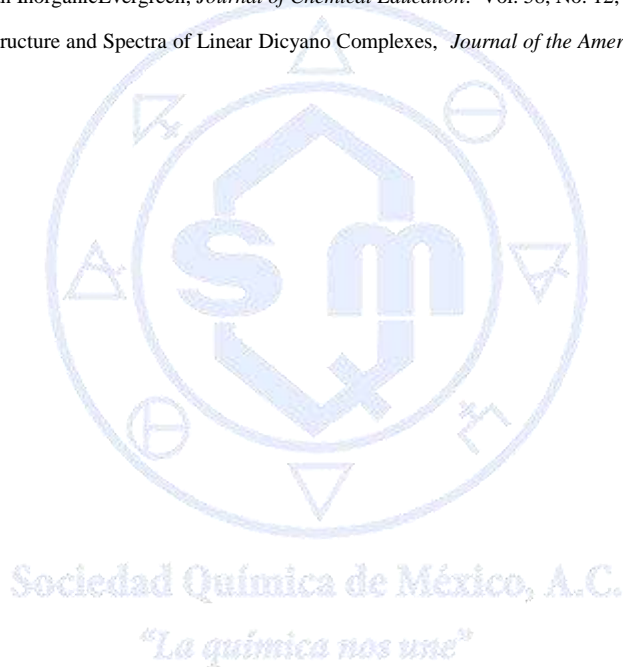 InorganicEvergreen, Journal of Chemical Education. Vol. 38, No. 12,
ructure and Spectra of Linear Dicyano Complexes, Journal of the Amer
S Q m
Sociedad Química de México, A.C.
“La química nos une”